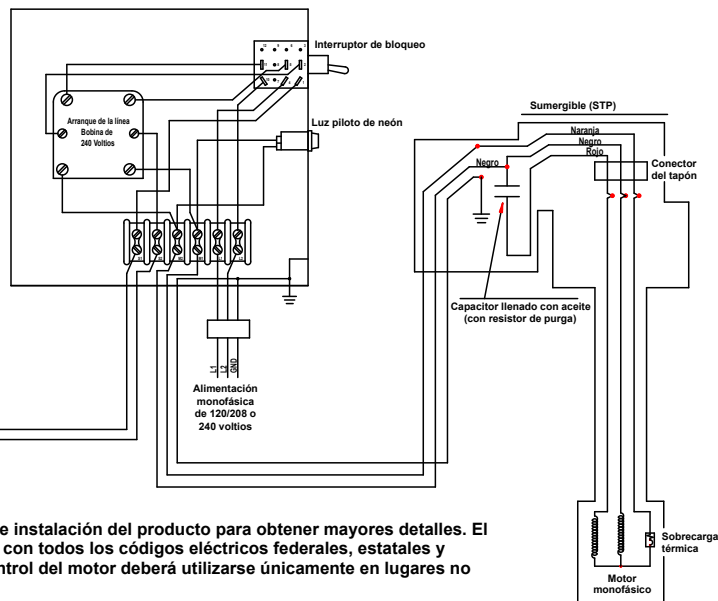 Interruptor de bloqueo
Arranque de la línea
Bobina de
240 Voltios
Luz piloto de neón
Sumergible (STP)
Naranja
Negro
Rojo
Negro
Conector
del tapón
Capacitor llenado con aceite
(con resistor de purga)
L1
L2
GND
Alimentación
monofásica
de 120/208 o
240 voltios
e instalación del producto para obtener mayores detalles. El
con todos los códigos eléctricos federales, estatales y
ntrol del motor deberá utilizarse únicamente en lugares no
Sobrecarga
térmica
Motor
monofásico